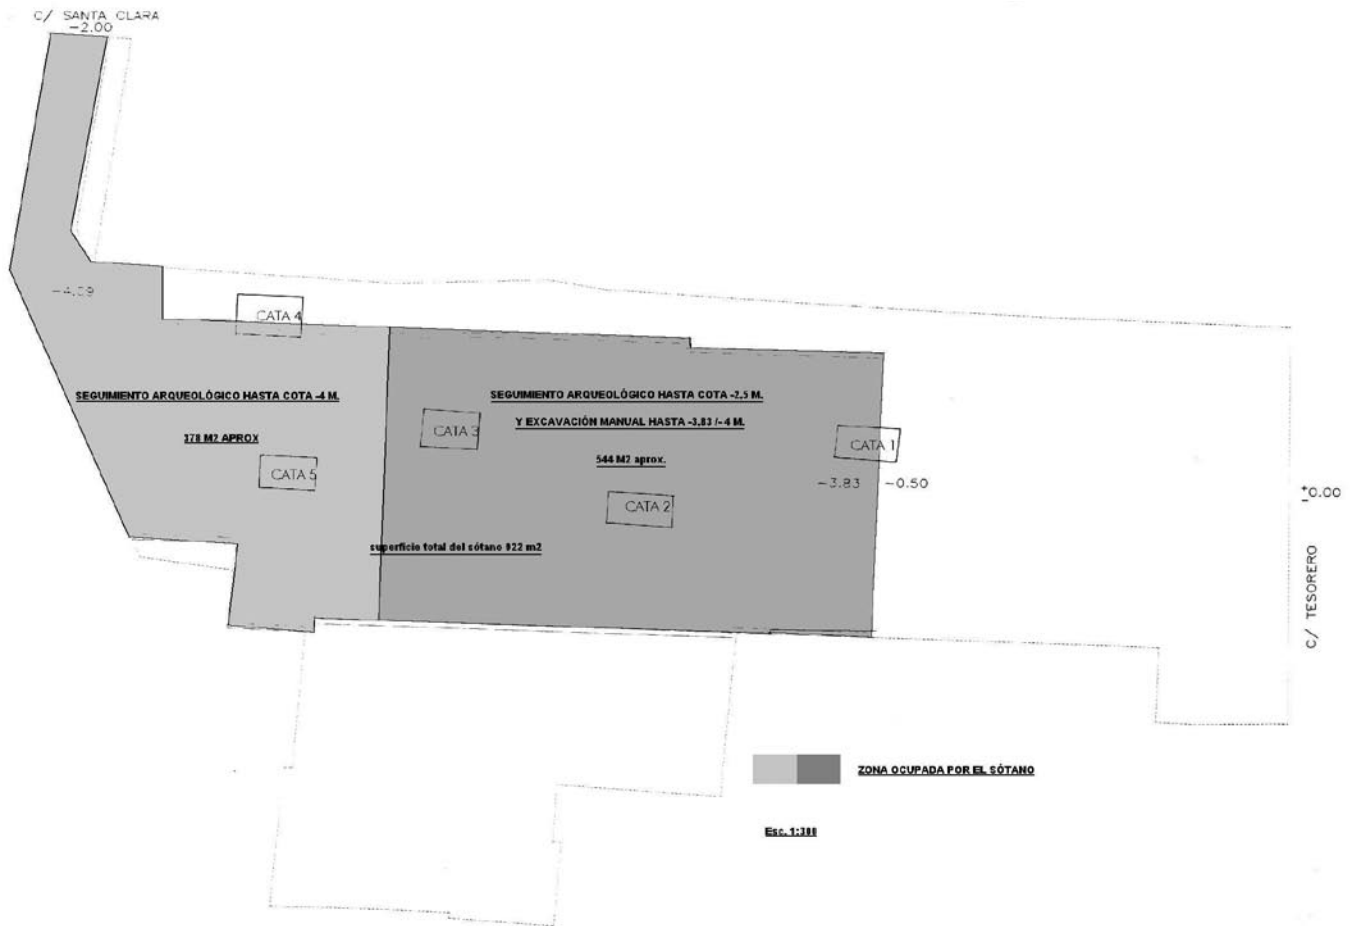 C/ SANTA CLARA
-2.00
-4.09
CATA 4
SEGUIMIENTO ARQUEOLÓGICO HASTA COTA -4 M.
378 M2 APROX
CATA 5
SEGUIMIENTO ARQUEOLÓGICO HASTA COTA -2,5 M.
Y EXCAVACIÓN MANUAL HASTA -3.83 /- 4 M.
544 M2 aprox.
CATA 3
CATA 2
CATA 1
-3.83
-0.50
superficie total del sótano 922 m2
+0.00
C/ TESORERO
ZONA OCUPADA POR EL SÓTANO
Esc. 1:300